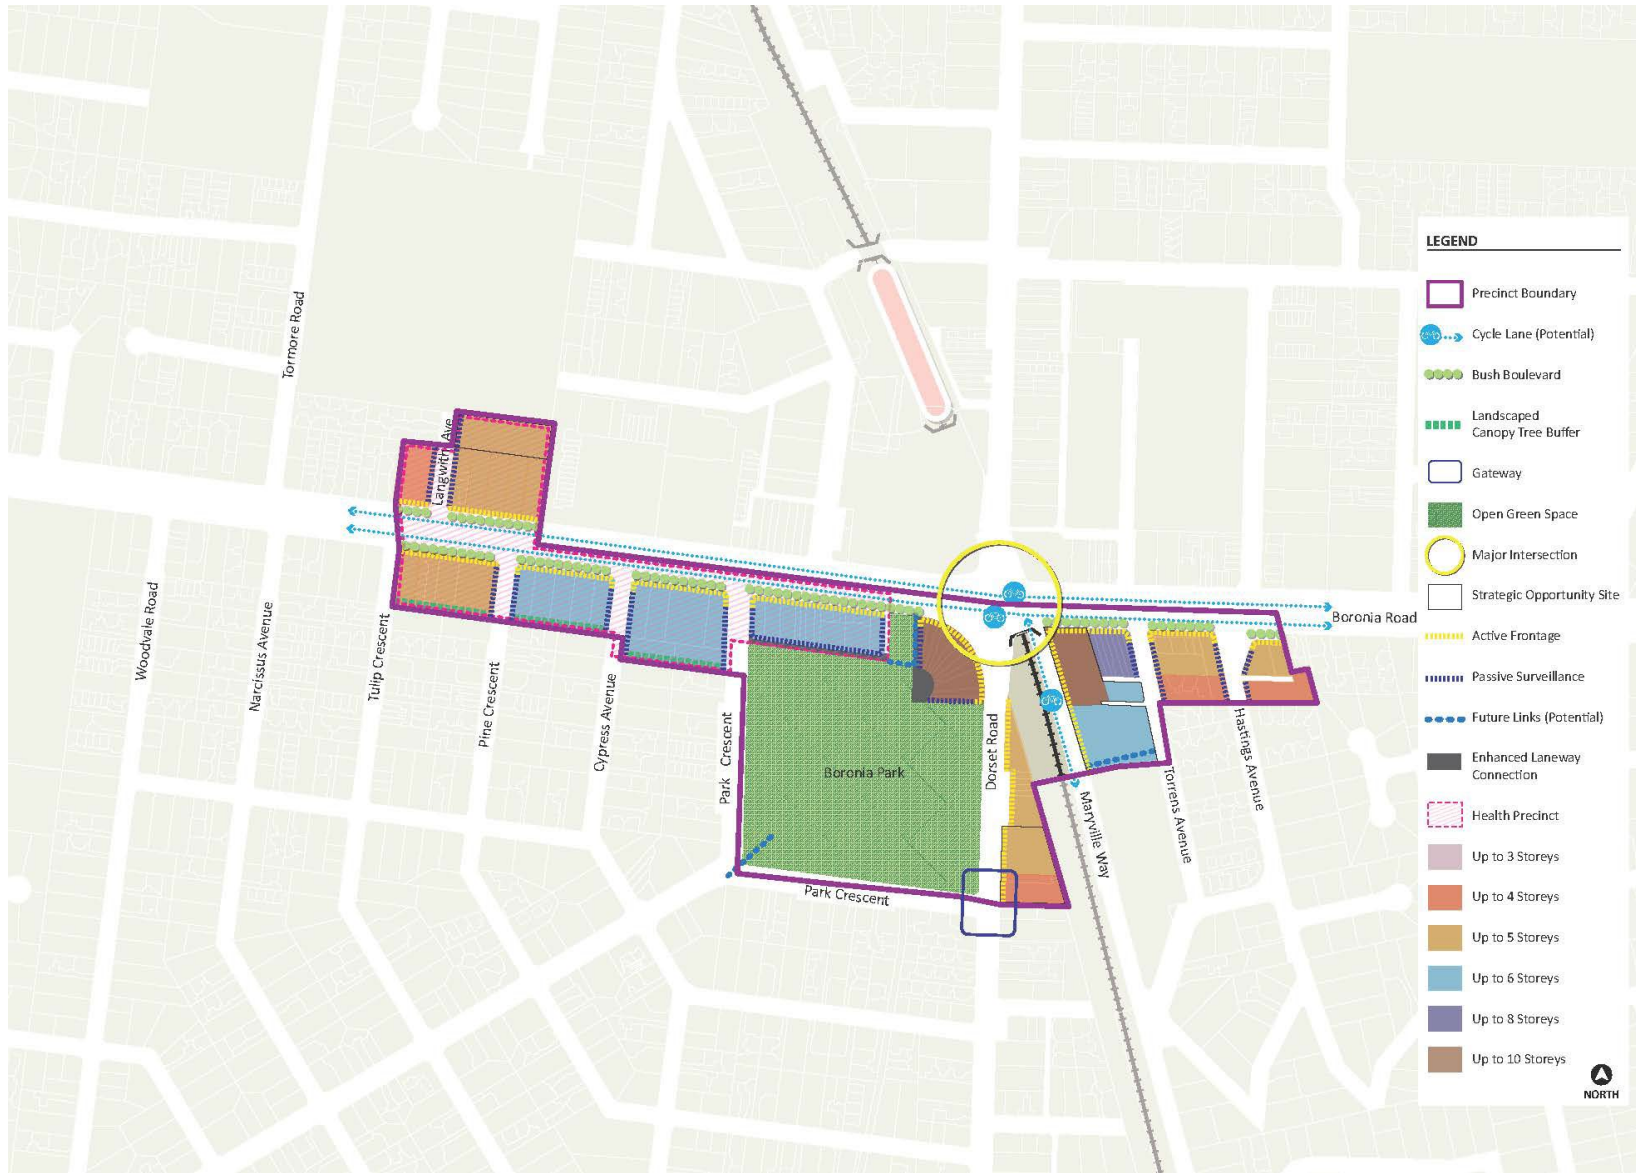 Tormore Road
Langwith Ave
Woodvale Road
Narcissus Avenue
Tulip Crescent
Pine Crescent
Cypress Avenue
Park Crescent
Boronia Park
Park Crescent
Dorset Road
Maryville Way
Torrens Avenue
Hastings Avenue
Boronia Road
LEGEND
Precinct Boundary
Cycle Lane (Potential)
Bush Boulevard
Landscaped
Canopy Tree Buffer
Gateway
Open Green Space
Major Intersection
Strategic Opportunity Site
Active Frontage
Passive Surveillance
Future Links (Potential)
Enhanced Laneway
Connection
Health Precinct
Up to 3 Storeys
Up to 4 Storeys
Up to 5 Storeys
Up to 6 Storeys
Up to 8 Storeys
Up to 10 Storeys
NORTH